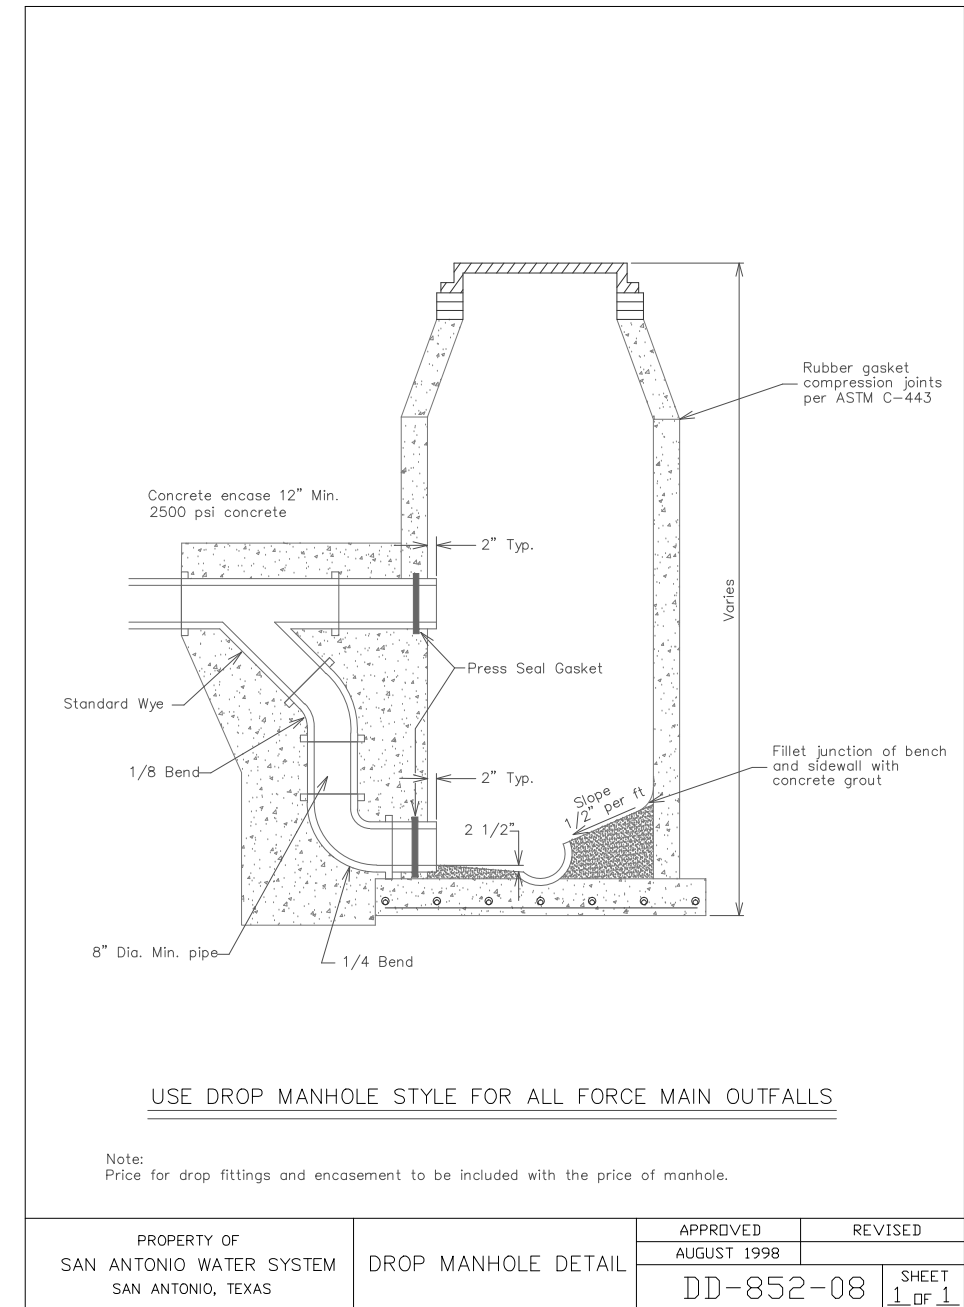 Rubber gasket
compression joints
per ASTM C-443
Concrete encase 12" Min.
2500 psi concrete
2" Typ.
Varies
Press Seal Gasket
Standard Wye
1/8 Bend
2" Typ.
Fillet junction of bench
and sidewall with
concrete grout
Slope
1/2" per ft
2 1/2"
8" Dia. Min. pipe
1/4 Bend
USE DROP MANHOLE STYLE FOR ALL FORCE MAIN OUTFALLS
Note:
Price for drop fittings and encasement to be included with the price of manhole.
PROPERTY OF
SAN ANTONIO WATER SYSTEM
SAN ANTONIO, TEXAS
DROP MANHOLE DETAIL
APPROVED
REVISED
AUGUST 1998
DD-852-08
SHEET
1 OF 1